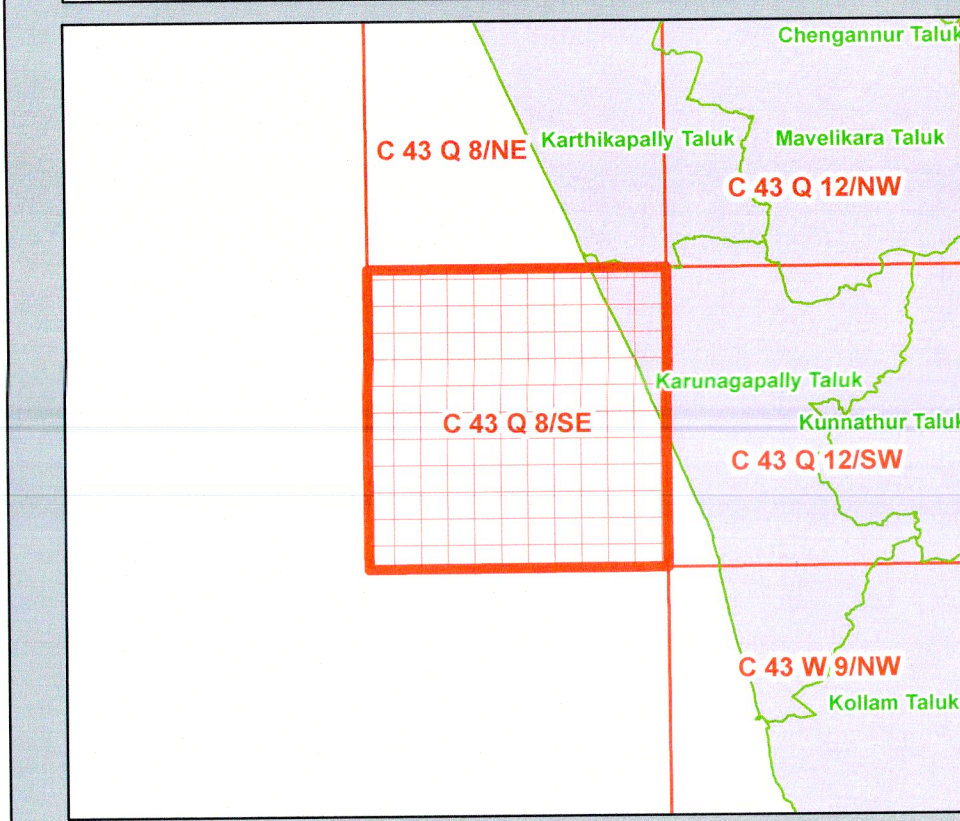 Chengannur Taluk
C 43 Q 8/NE
Karthikapally Taluk
Mavelikara Taluk
C 43 Q 12/NW
Karunagapally Taluk
C 43 Q 8/SE
Kunnathur Taluk
C 43 Q 12/SW
C 43 W 9/NW
Kollam Taluk